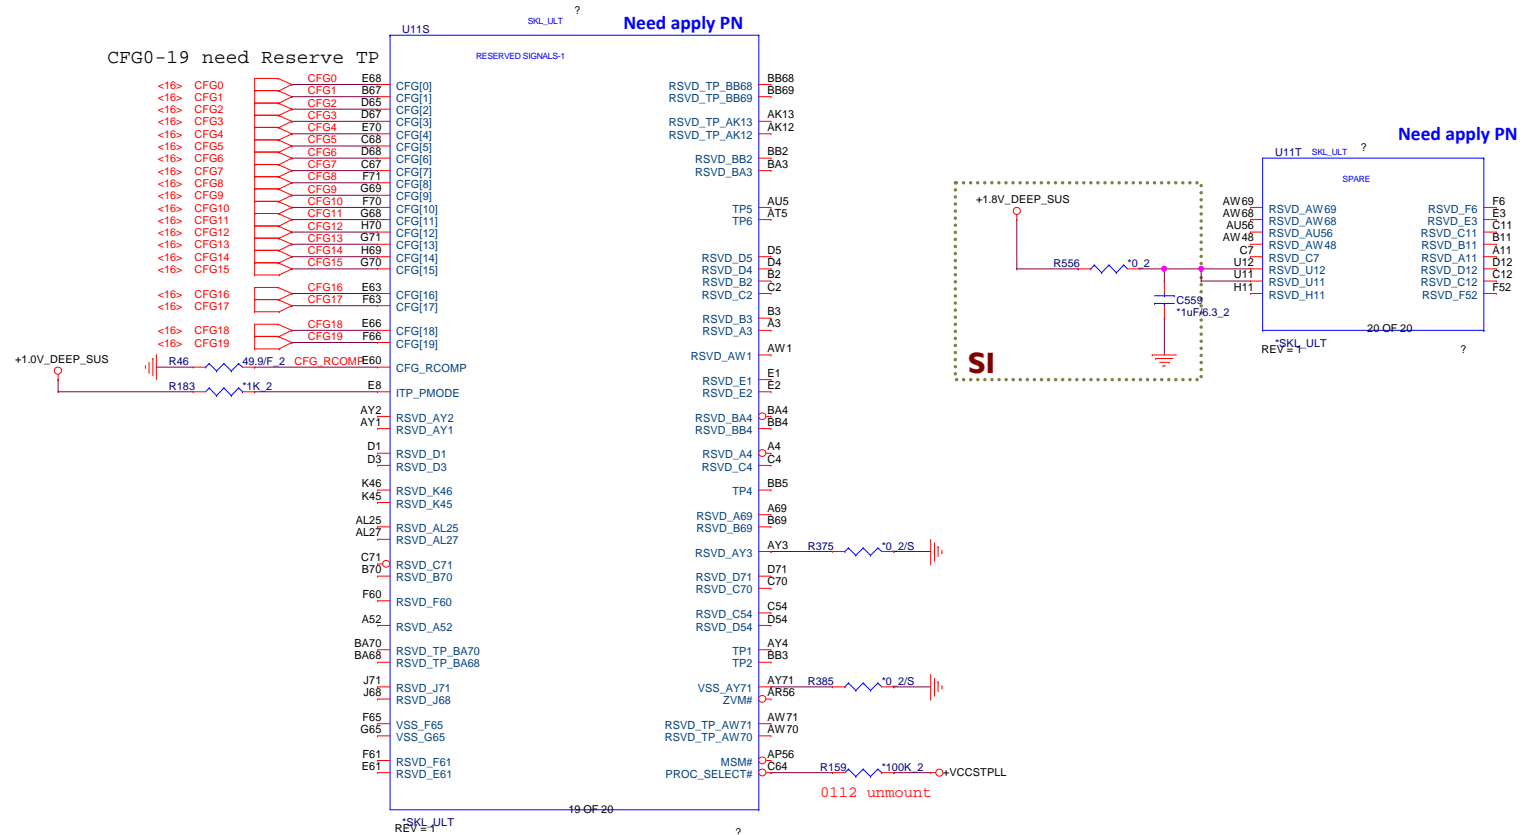 ?
SKL_ULT
Need apply PN
U11S
CFG0-19 need Reserve TP
RESERVED SIGNALS-1
<16> CFG0 CFG0 E68 CFG[0]
<16> CFG1 CFG1 B67 CFG[1]
<16> CFG2 CFG2 D65 CFG[2]
<16> CFG3 CFG3 D67 CFG[3]
<16> CFG4 CFG4 E70 CFG[4]
<16> CFG5 CFG5 C68 CFG[5]
<16> CFG6 CFG6 D68 CFG[6]
<16> CFG7 CFG7 C67 CFG[7]
<16> CFG8 CFG8 F71 CFG[8]
<16> CFG9 CFG9 G69 CFG[9]
<16> CFG10 CFG10 F70 CFG[10]
<16> CFG11 CFG11 G68 CFG[11]
<16> CFG12 CFG12 H70 CFG[12]
<16> CFG13 CFG13 G71 CFG[13]
<16> CFG14 CFG14 H69 CFG[14]
<16> CFG15 CFG15 G70 CFG[15]
<16> CFG16 CFG16 E63 CFG[16]
<16> CFG17 CFG17 F63 CFG[17]
<16> CFG18 CFG18 E66 CFG[18]
<16> CFG19 CFG19 F66 CFG[19]
R46 49.9/F_2 CFG_RCOMP E60 CFG_RCOMP
+1.0V_DEEP_SUS
R183 *1K_2 E8 ITP_PMODE
AY2 RSVD_AY2
AY1 RSVD_AY1
D1 RSVD_D1
D3 RSVD_D3
K46 RSVD_K46
K45 RSVD_K45
AL25 RSVD_AL25
AL27 RSVD_AL27
C71 RSVD_C71
B70 RSVD_B70
F60 RSVD_F60
A52 RSVD_A52
BA70 RSVD_TP_BA70
BA68 RSVD_TP_BA68
J71 RSVD_J71
J68 RSVD_J68
F65 VSS_F65
G65 VSS_G65
F61 RSVD_F61
E61 RSVD_E61
RSVD_TP_BB68 BB68
RSVD_TP_BB69 BB69
RSVD_TP_AK13 AK13
RSVD_TP_AK12 AK12
RSVD_BB2 BB2
RSVD_BA3 BA3
TP5 AU5
TP6 AT5
RSVD_D5 D5
RSVD_D4 D4
RSVD_B2 B2
RSVD_C2 C2
RSVD_B3 B3
RSVD_A3 A3
RSVD_AW1 AW1
RSVD_E1 E1
RSVD_E2 E2
RSVD_BA4 BA4
RSVD_BB4 BB4
RSVD_A4 A4
RSVD_C4 C4
TP4 BB5
RSVD_A69 A69
RSVD_B69 B69
RSVD_AY3 AY3 R375 *0_2/S
RSVD_D71 D71
RSVD_C70 C70
RSVD_C54 C54
RSVD_D54 D54
TP1 AY4
TP2 BB3
VSS_AY71 AY71 R385 *0_2/S
ZVM# AR56
RSVD_TP_AW71 AW71
RSVD_TP_AW70 AW70
MSM# AP56
PROC_SELECT# C64 R159 *100K_2 +VCCSTPLL
0112 unmount
19 OF 20
*SKL_ULT
REV = 1
?
Need apply PN
U11T SKL_ULT ?
SPARE
+1.8V_DEEP_SUS
R556 *0_2
C559
*1uF/6.3_2
SI
AW69 RSVD_AW69
AW68 RSVD_AW68
AU56 RSVD_AU56
AW48 RSVD_AW48
C7 RSVD_C7
U12 RSVD_U12
U11 RSVD_U11
H11 RSVD_H11
RSVD_F6 F6
RSVD_E3 E3
RSVD_C11 C11
RSVD_B11 B11
RSVD_A11 A11
RSVD_D12 D12
RSVD_C12 C12
RSVD_F52 F52
20 OF 20
*SKL_ULT
REV = 1
?